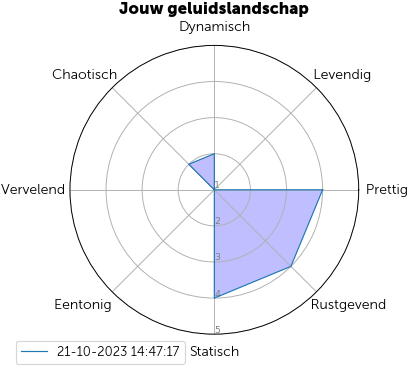 Jouw geluidslandschap
Dynamisch
Chaotisch
Levendig
Vervelend
1
Prettig
2
3
4
Eentonig
Rustgevend
5
21-10-2023 14:47:17
Statisch